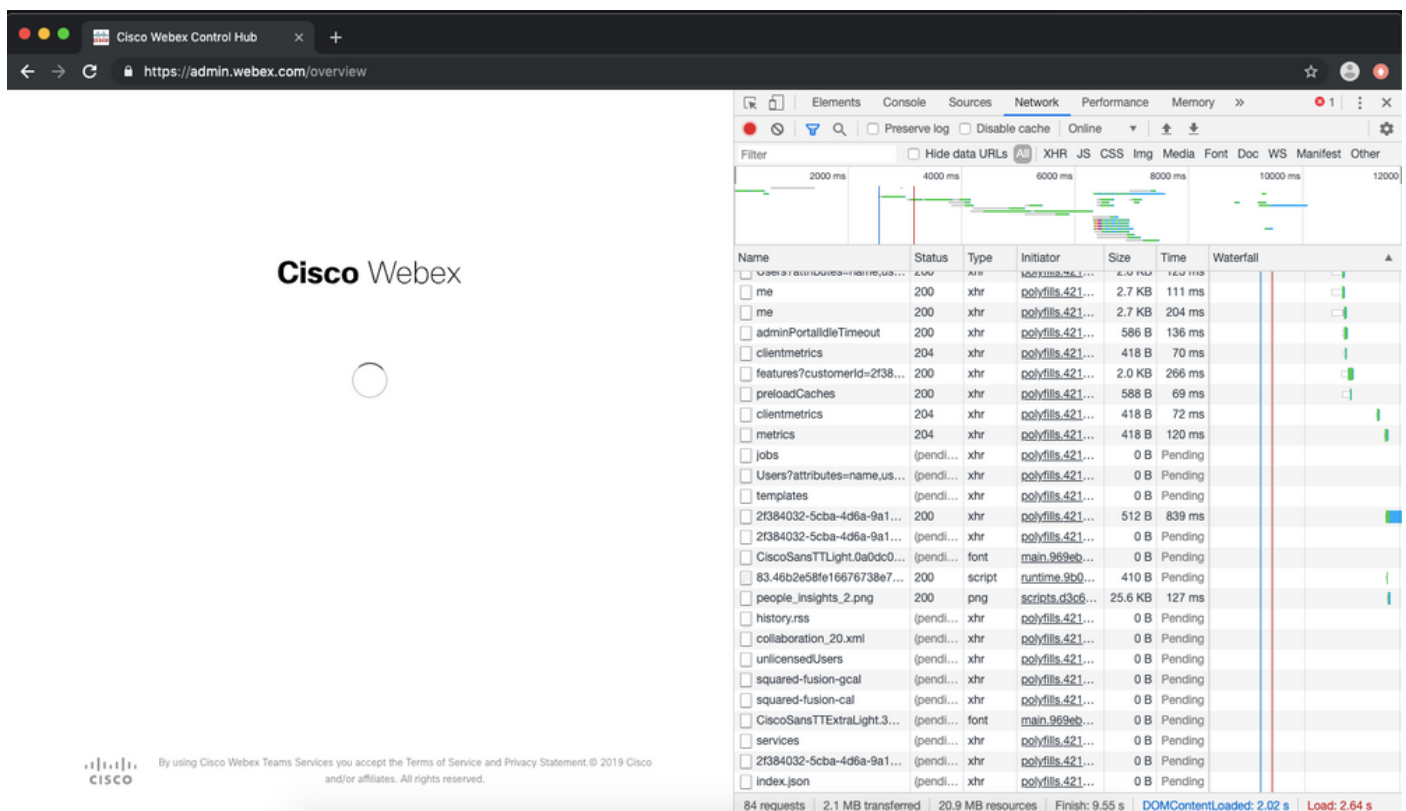 Cisco Webex Control Hub
https://admin.webex.com/overview
Elements Console Sources Network Performance Memory » 1
Preserve log Disable cache Online
Filter Hide data URLs All XHR JS CSS Img Media Font Doc WS Manifest Other
2000 ms 4000 ms 6000 ms 8000 ms 10000 ms 12000
Name Status Type Initiator Size Time Waterfall
Users?attributes=name,us... 200 xhr polyfills.421... 2.0 KB 123 ms
me 200 xhr polyfills.421... 2.7 KB 111 ms
me 200 xhr polyfills.421... 2.7 KB 204 ms
adminPortalIdleTimeout 200 xhr polyfills.421... 586 B 136 ms
clientmetrics 204 xhr polyfills.421... 418 B 70 ms
features?customerId=2f38... 200 xhr polyfills.421... 2.0 KB 266 ms
preloadCaches 200 xhr polyfills.421... 588 B 69 ms
clientmetrics 204 xhr polyfills.421... 418 B 72 ms
metrics 204 xhr polyfills.421... 418 B 120 ms
jobs (pendi... xhr polyfills.421... 0 B Pending
Users?attributes=name,us... (pendi... xhr polyfills.421... 0 B Pending
templates (pendi... xhr polyfills.421... 0 B Pending
2f384032-5cba-4d6a-9a1... 200 xhr polyfills.421... 512 B 839 ms
2f384032-5cba-4d6a-9a1... (pendi... xhr polyfills.421... 0 B Pending
CiscoSansTTLight.0a0dc0... (pendi... font main.969eb... 0 B Pending
83.46b2e58fe16676738e7... 200 script runtime.9b0... 410 B Pending
people_insights_2.png 200 png scripts.d3c6... 25.6 KB 127 ms
history.rss (pendi... xhr polyfills.421... 0 B Pending
collaboration_20.xml (pendi... xhr polyfills.421... 0 B Pending
unlicensedUsers (pendi... xhr polyfills.421... 0 B Pending
squared-fusion-gcal (pendi... xhr polyfills.421... 0 B Pending
squared-fusion-cal (pendi... xhr polyfills.421... 0 B Pending
CiscoSansTTExtraLight.3... (pendi... font main.969eb... 0 B Pending
services (pendi... xhr polyfills.421... 0 B Pending
2f384032-5cba-4d6a-9a1... (pendi... xhr polyfills.421... 0 B Pending
index.json (pendi... xhr polyfills.421... 0 B Pending
84 requests 2.1 MB transferred 20.9 MB resources Finish: 9.55 s DOMContentLoaded: 2.02 s Load: 2.64 s
Cisco Webex
CISCO
By using Cisco Webex Teams Services you accept the Terms of Service and Privacy Statement.© 2019 Cisco
and/or affiliates. All rights reserved.